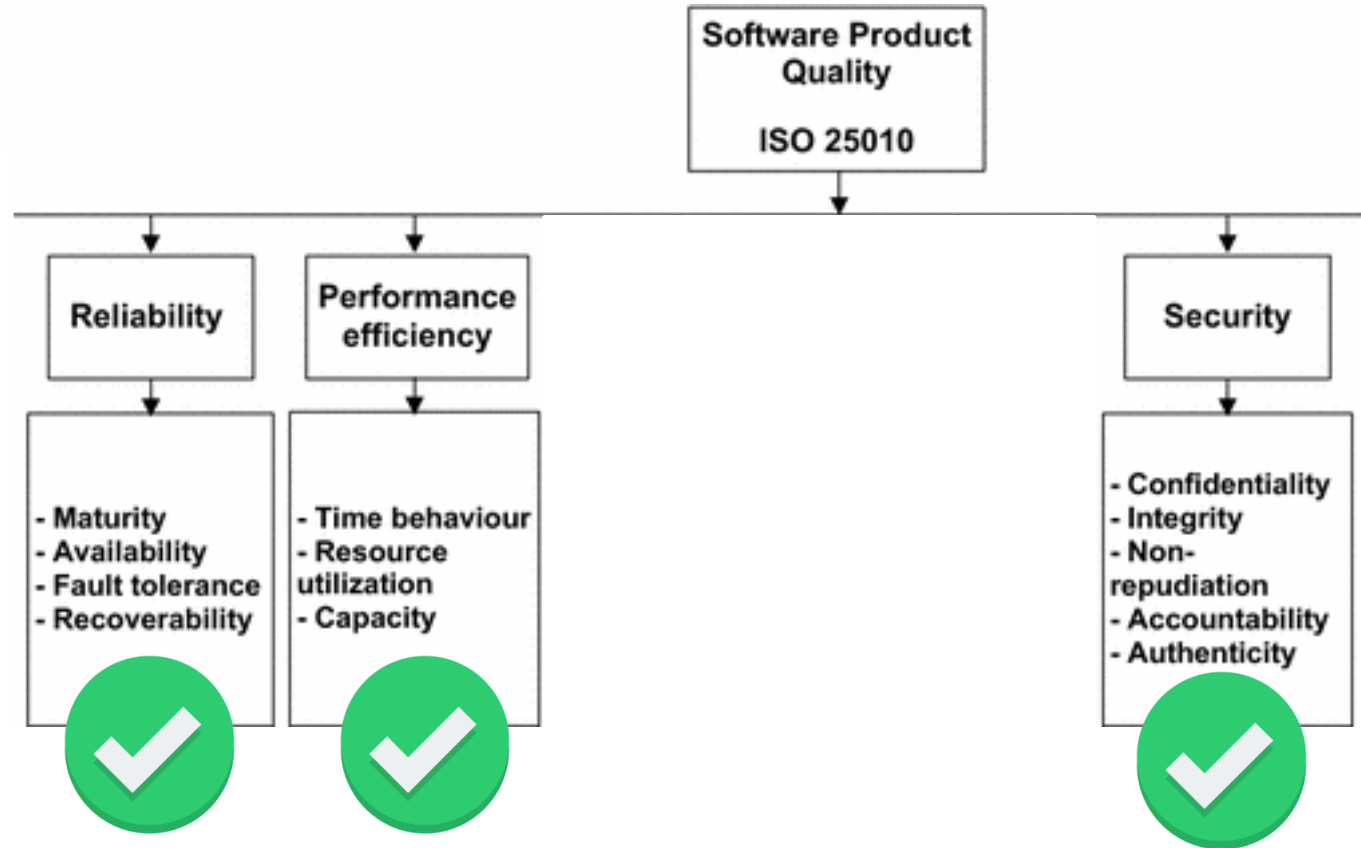 Software Product
Quality
ISO 25010
Reliability
Performance
efficiency
Security
- Maturity
- Availability
- Fault tolerance
- Recoverability
- Time behaviour
- Resource
utilization
- Capacity
- Confidentiality
- Integrity
- Non-
repudiation
- Accountability
- Authenticity